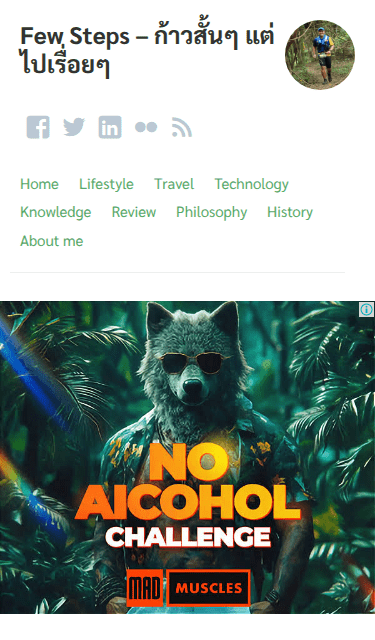 Few Steps – ก้าวสั้นๆ แต่
ไปเรื่อยๆ
Home Lifestyle Travel Technology
Knowledge Review Philosophy History
About me
NO
AlCOHOL
CHALLENGE
MAD MUSCLES